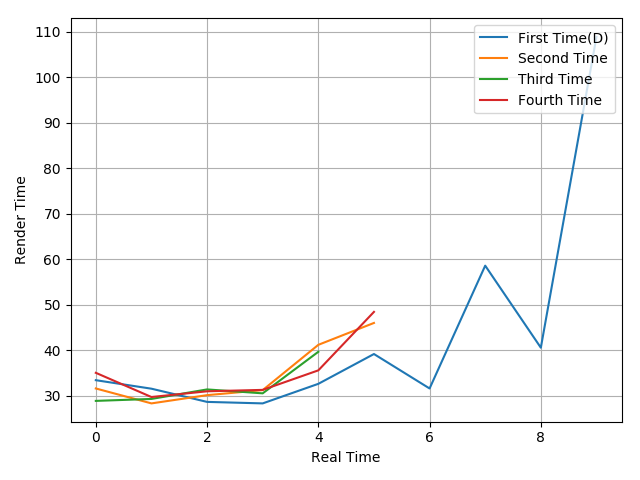 First Time(D)
Second Time
Third Time
Fourth Time
110
100
90
80
70
60
50
40
30
Render Time
0 2 4 6 8
Real Time